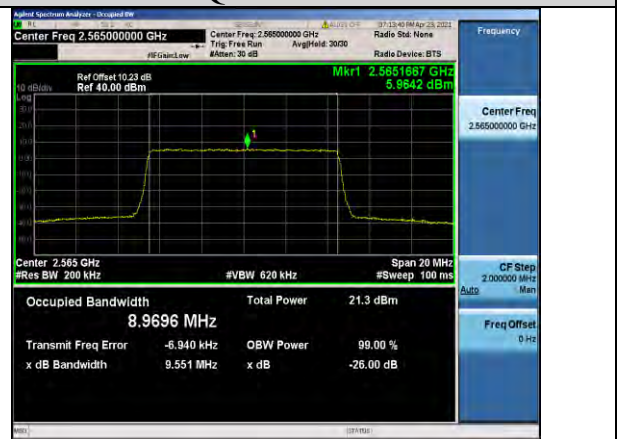 Agilent Spectrum Analyzer - Occupied BW
07:13:40 PM Apr 23, 2021
Center Freq 2.565000000 GHz
Center Freq: 2.565000000 GHz
Radio Std: None
Trig: Free Run Avg|Hold: 30/30
#IFGain:Low #Atten: 30 dB Radio Device: BTS
Frequency
Ref Offset 10.23 dB
Mkr1 2.5651667 GHz
10 dB/div Ref 40.00 dBm 5.9642 dBm
Log
1
Center Freq
2.565000000 GHz
Center 2.565 GHz Span 20 MHz
#Res BW 200 kHz #VBW 620 kHz #Sweep 100 ms
CF Step
2.000000 MHz
Auto Man
Occupied Bandwidth Total Power 21.3 dBm
8.9696 MHz
Freq Offset
0 Hz
Transmit Freq Error -6.940 kHz OBW Power 99.00 %
x dB Bandwidth 9.551 MHz x dB -26.00 dB
MSG STATUS